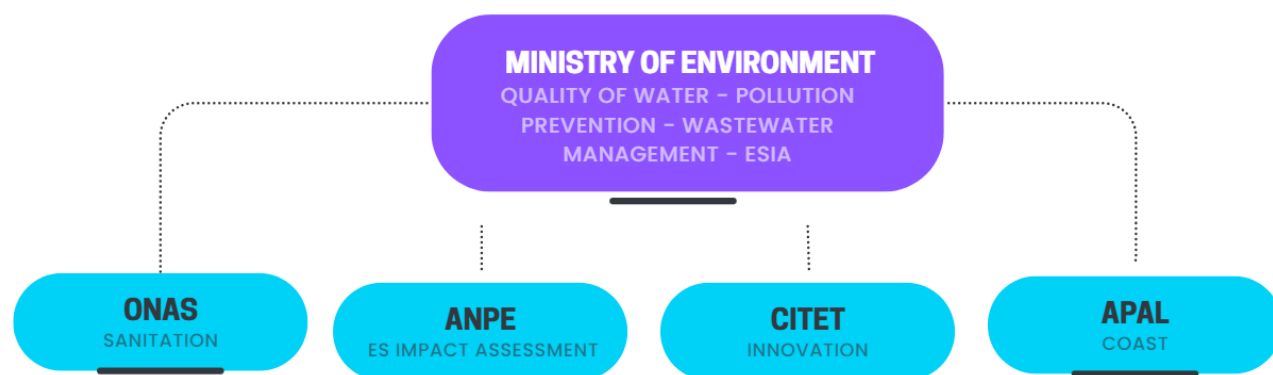 MINISTRY OF ENVIRONMENT
QUALITY OF WATER - POLLUTION
PREVENTION - WASTEWATER
MANAGEMENT - ESIA
ONAS
SANITATION
ANPE
ES IMPACT ASSESSMENT
CITET
INNOVATION
APAL
COAST